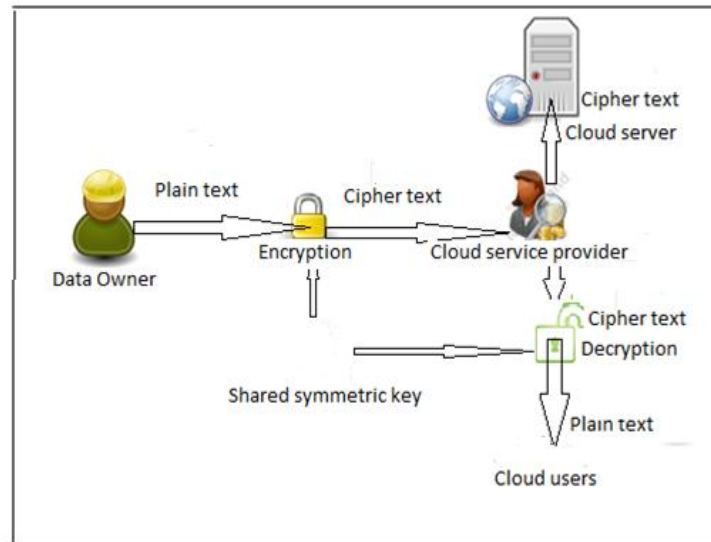 Cipher text
Cloud server
Plain text
Cipher text
Encryption
Cloud service provider
Data Owner
Cipher text
Decryption
Shared symmetric key
Plain text
Cloud users